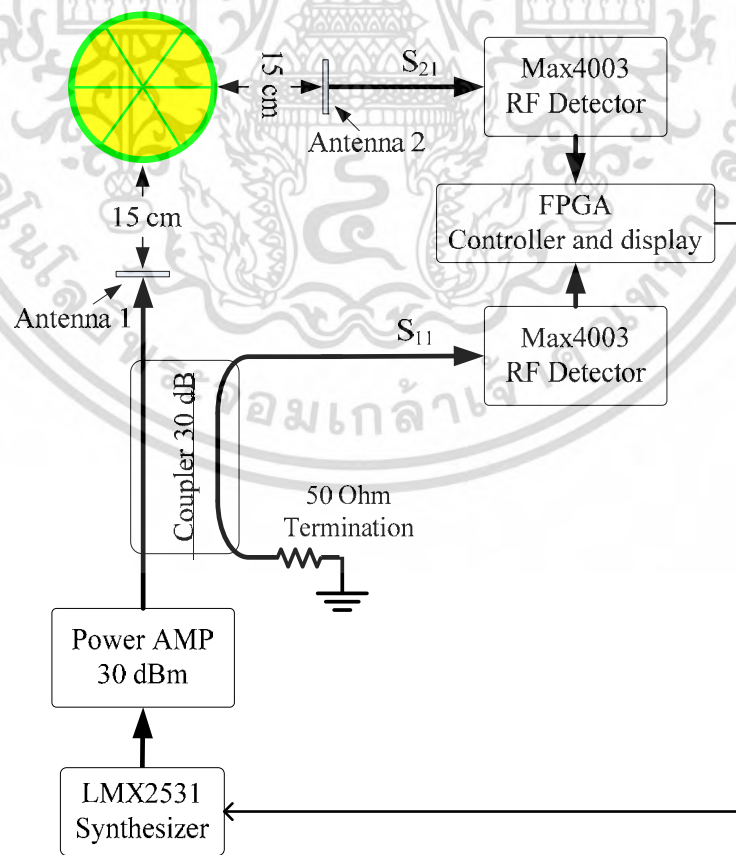 15 cm
S21
Max4003
RF Detector
Antenna 2
15 cm
FPGA
Controller and display
Antenna 1
S11
Max4003
RF Detector
Coupler 30 dB
50 Ohm
Termination
Power AMP
30 dBm
LMX2531
Synthesizer